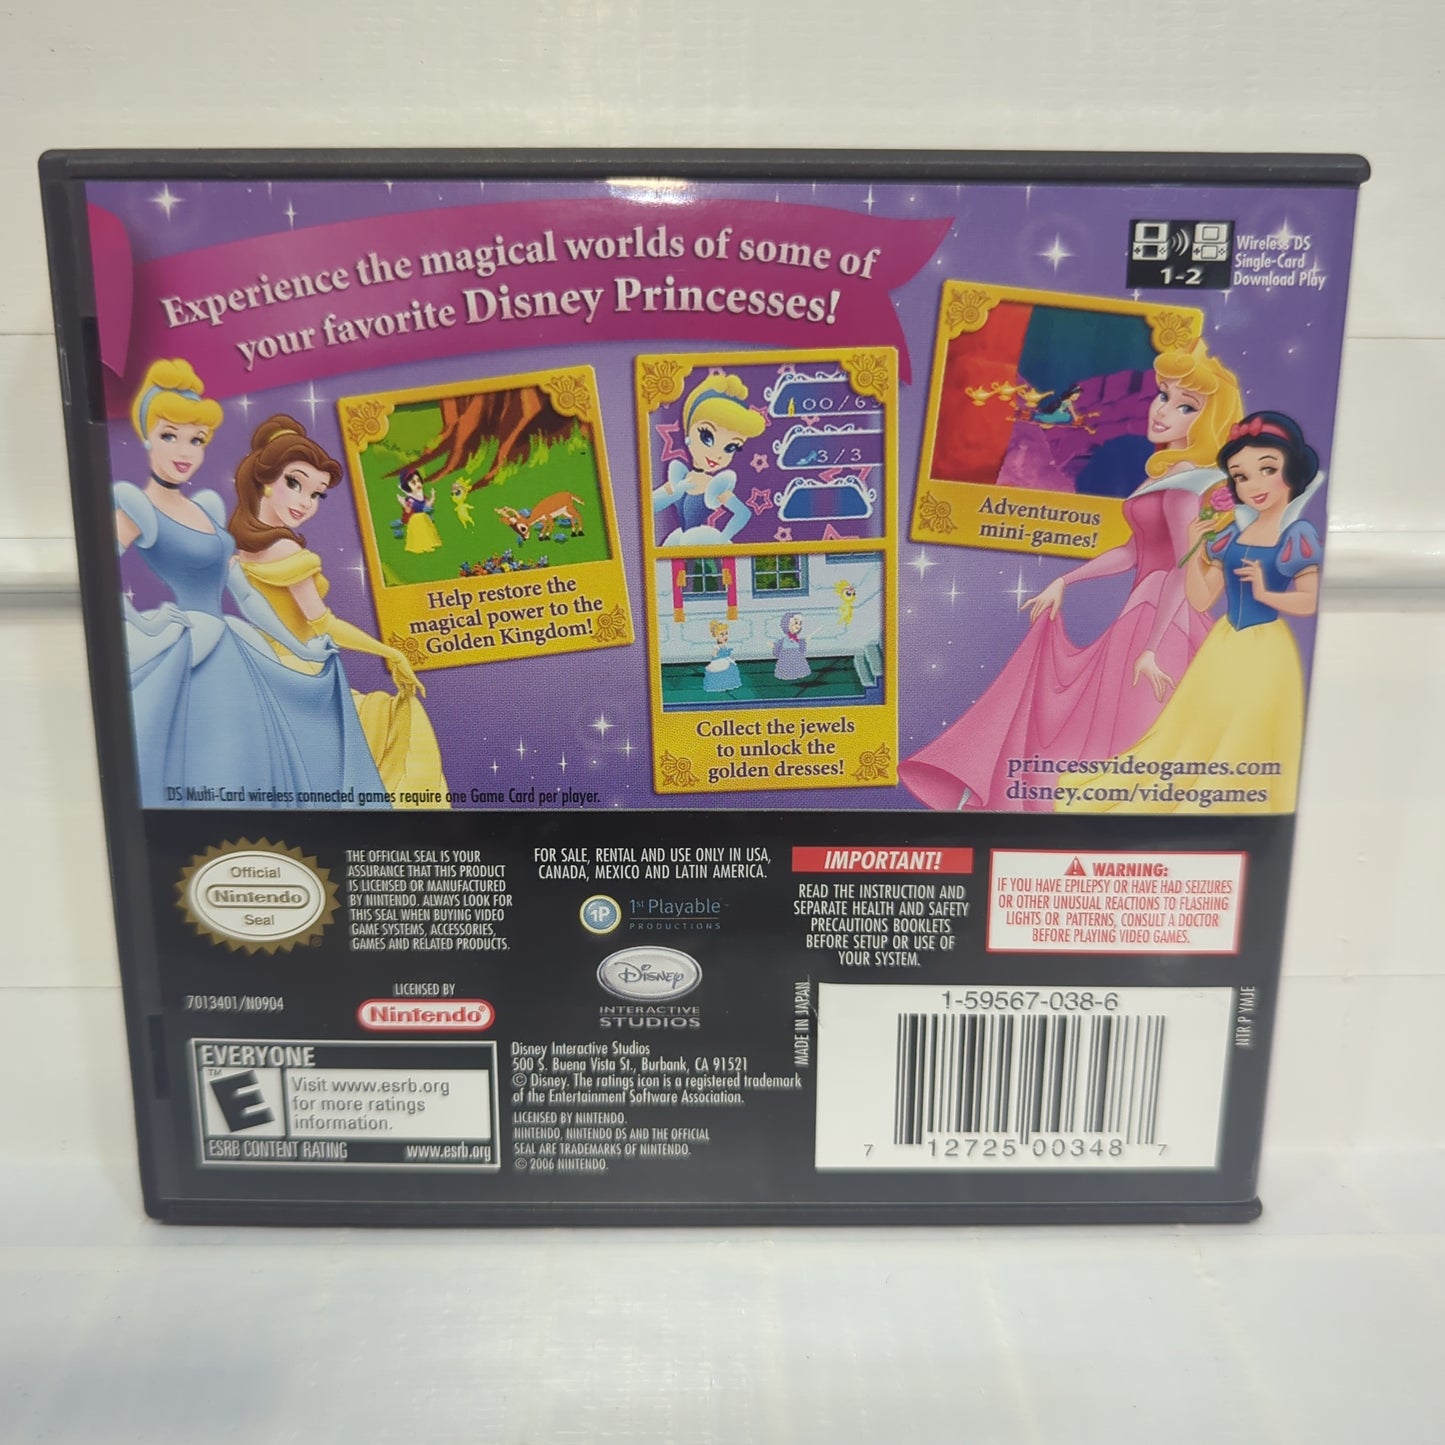 Experience the magical worlds of some of
your favorite Disney Princesses!
1-2
Wireless DS
Single-Card
Download Play
Help restore the
magical power to the
Golden Kingdom!
3/3
Collect the jewels
to unlock the
golden dresses!
Adventurous
mini-games!
princessvideogames.com
disney.com/videogames
DS Multi-Card wireless connected games require one Game Card per player.
Official
Nintendo
Seal
THE OFFICIAL SEAL IS YOUR
ASSURANCE THAT THIS PRODUCT
IS LICENSED OR MANUFACTURED
BY NINTENDO. ALWAYS LOOK FOR
THIS SEAL WHEN BUYING VIDEO
GAME SYSTEMS, ACCESSORIES,
GAMES AND RELATED PRODUCTS.
7013401/N0904
LICENSED BY
Nintendo®
EVERYONE
E
TM
Visit www.esrb.org
for more ratings
information.
ESRB CONTENT RATING www.esrb.org
FOR SALE, RENTAL AND USE ONLY IN USA,
CANADA, MEXICO AND LATIN AMERICA.
1P
1st Playable™
PRODUCTIONS
Disney
INTERACTIVE
STUDIOS
Disney Interactive Studios
500 S. Buena Vista St., Burbank, CA 91521
© Disney. The ratings icon is a registered trademark
of the Entertainment Software Association.
LICENSED BY NINTENDO.
NINTENDO, NINTENDO DS AND THE OFFICIAL
SEAL ARE TRADEMARKS OF NINTENDO.
© 2006 NINTENDO.
IMPORTANT!
READ THE INSTRUCTION AND
SEPARATE HEALTH AND SAFETY
PRECAUTIONS BOOKLETS
BEFORE SETUP OR USE OF
YOUR SYSTEM.
WARNING:
IF YOU HAVE EPILEPSY OR HAVE HAD SEIZURES
OR OTHER UNUSUAL REACTIONS TO FLASHING
LIGHTS OR PATTERNS, CONSULT A DOCTOR
BEFORE PLAYING VIDEO GAMES.
MADE IN JAPAN
1-59567-038-6
7 12725 00348 7
NTR P YMJE